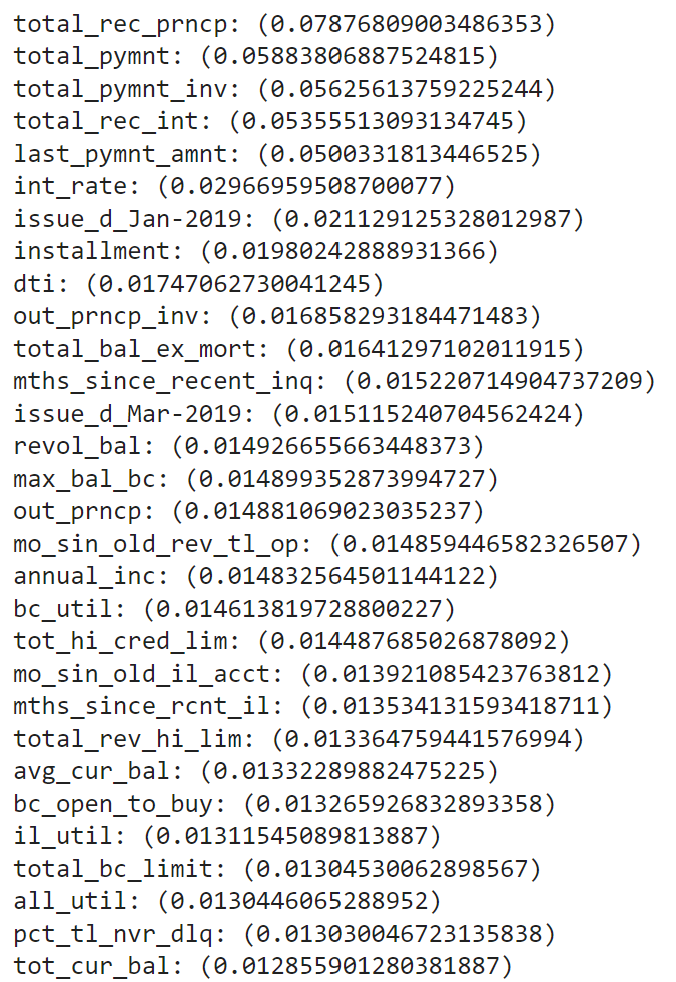 total_rec_prncp: (0.07876809003486353)
total_pymnt: (0.05883806887524815)
total_pymnt_inv: (0.05625613759225244)
total_rec_int: (0.05355513093134745)
last_pymnt_amnt: (0.0500331813446525)
int_rate: (0.02966959508700077)
issue_d_Jan-2019: (0.021129125328012987)
installment: (0.01980242888931366)
dti: (0.01747062730041245)
out_prncp_inv: (0.016858293184471483)
total_bal_ex_mort: (0.01641297102011915)
mths_since_recent_inq: (0.015220714904737209)
issue_d_Mar-2019: (0.015115240704562424)
revol_bal: (0.014926655663448373)
max_bal_bc: (0.014899352873994727)
out_prncp: (0.014881069023035237)
mo_sin_old_rev_tl_op: (0.014859446582326507)
annual_inc: (0.014832564501144122)
bc_util: (0.014613819728800227)
tot_hi_cred_lim: (0.014487685026878092)
mo_sin_old_il_acct: (0.013921085423763812)
mths_since_rcnt_il: (0.013534131593418711)
total_rev_hi_lim: (0.013364759441576994)
avg_cur_bal: (0.01332289882475225)
bc_open_to_buy: (0.013265926832893358)
il_util: (0.01311545089813887)
total_bc_limit: (0.01304530062898567)
all_util: (0.0130446065288952)
pct_tl_nvr_dlq: (0.013030046723135838)
tot_cur_bal: (0.012855901280381887)